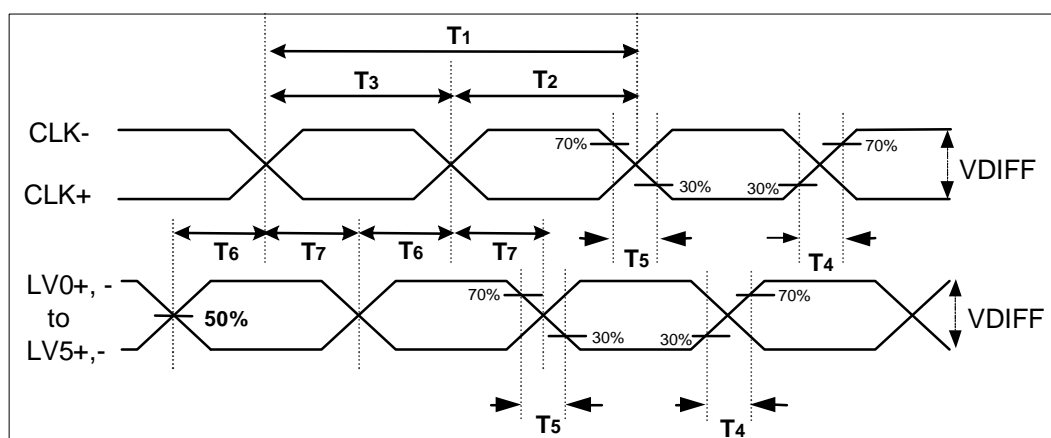 T1
T3 T2
CLK-
70% 70%
VDIFF
30% 30%
CLK+
T6 T7 T6 T7
T5 T4
LV0+, -
70% 70%
to 50% VDIFF
30% 30%
LV5+,-
T5 T4